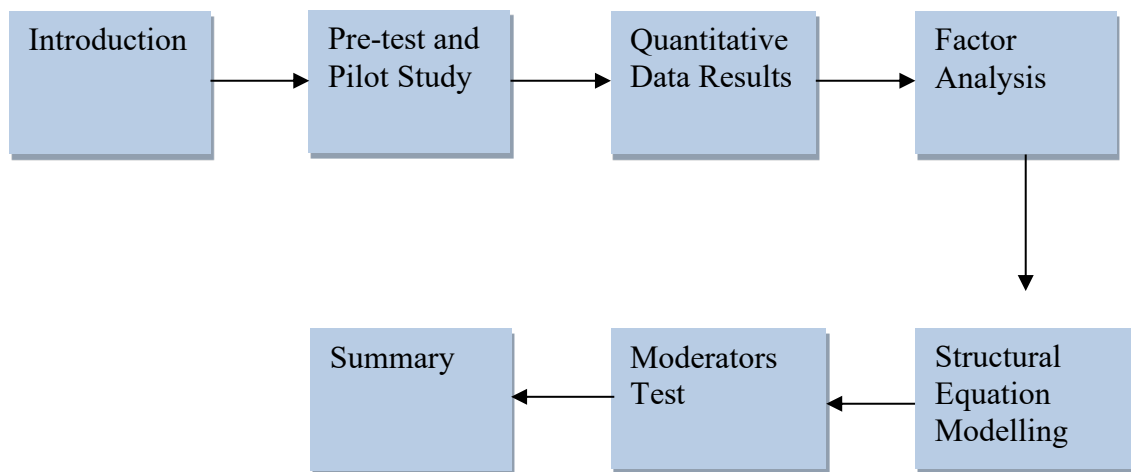 Introduction
Pre-test and
Pilot Study
Quantitative
Data Results
Factor
Analysis
Structural
Equation
Modelling
Moderators
Test
Summary